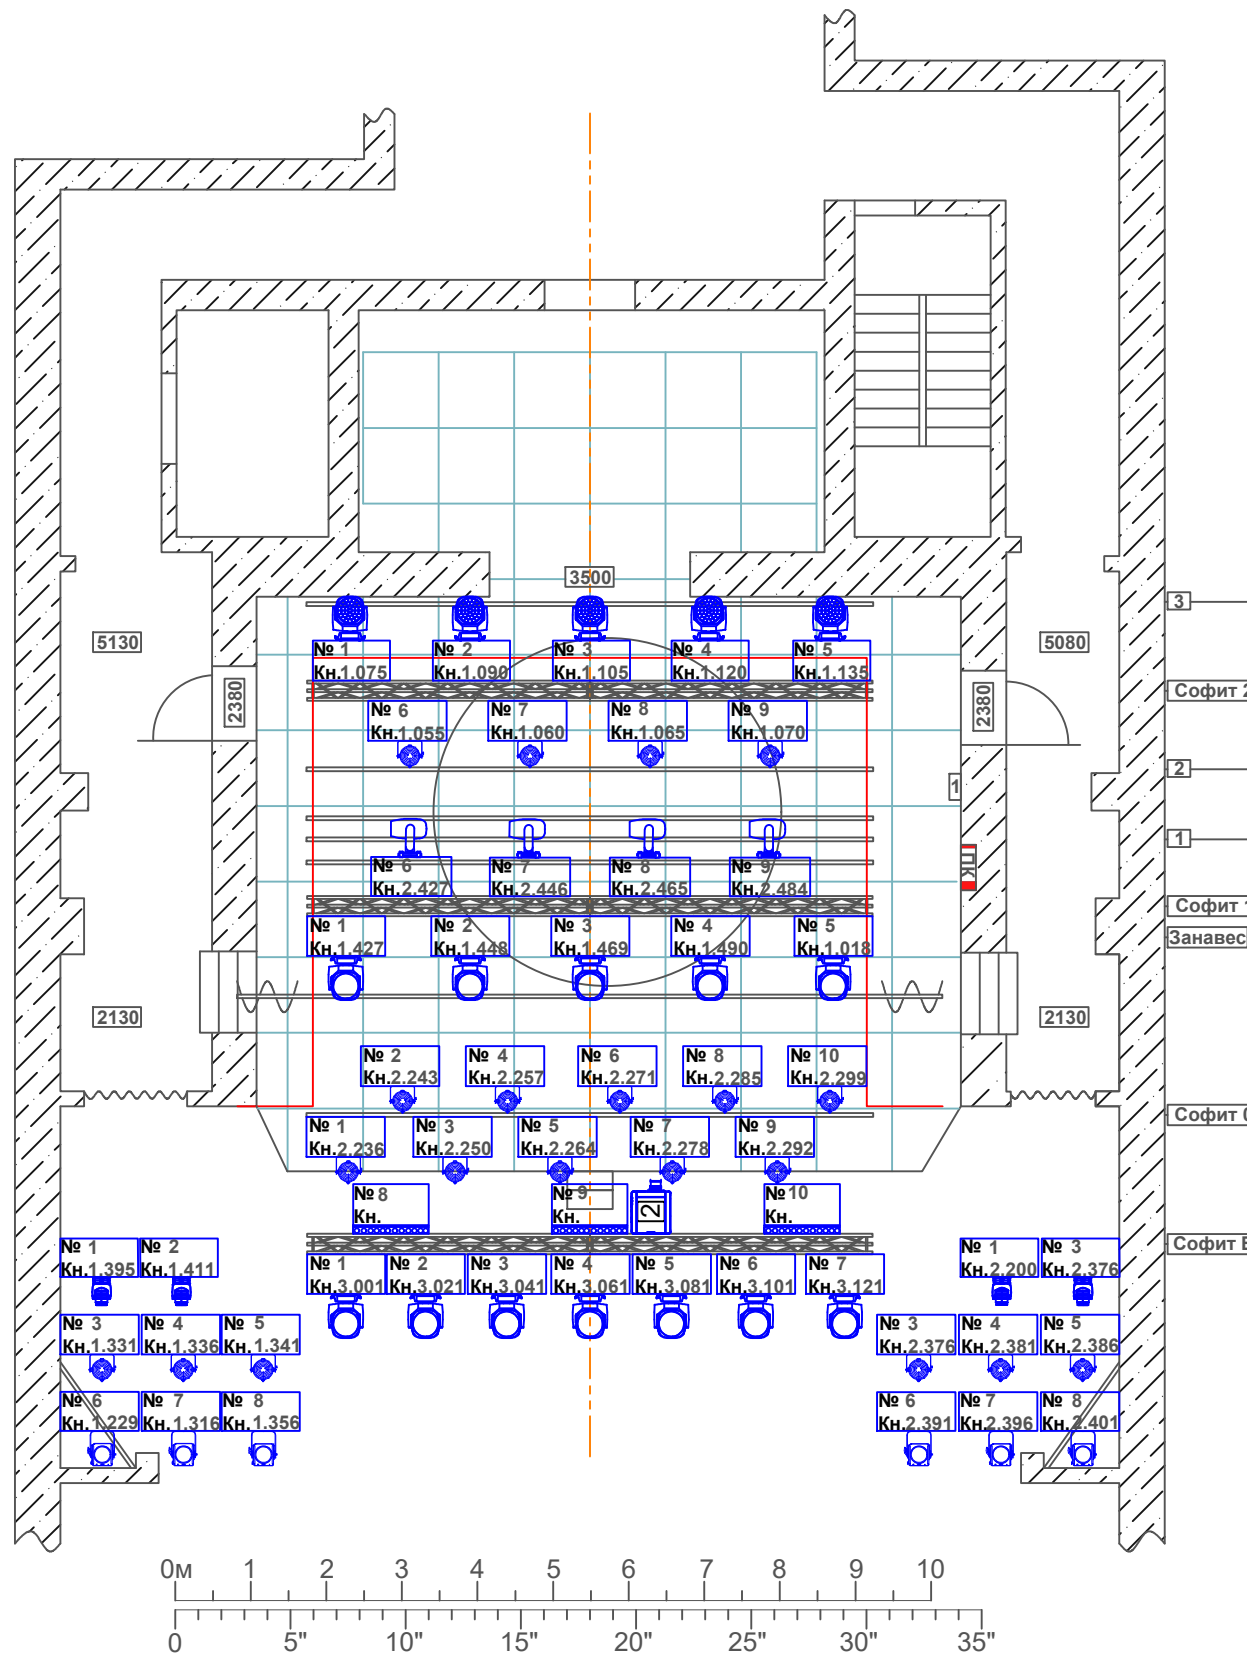 3500
3
№ 1 № 2 № 3 № 4 № 5
Кн.1.075 Кн.1.090 Кн.1.105 Кн.1.120 Кн.1.135
5130
5080
2380
2380
Софит 2
№ 6 № 7 № 8 № 9
Кн.1.055 Кн.1.060 Кн.1.065 Кн.1.070
2
1
1
ПК
№ 6 № 7 № 8 № 9
Кн.2.427 Кн.2.446 Кн.2.465 Кн.2.484
Софит 1
№ 1 № 2 № 3 № 4 № 5
Кн.1.427 Кн.1.448 Кн.1.469 Кн.1.490 Кн.1.018
Занавес
2130
2130
№ 2 № 4 № 6 № 8 № 10
Кн.2.243 Кн.2.257 Кн.2.271 Кн.2.285 Кн.2.299
Софит 0
№ 1 № 3 № 5 № 7 № 9
Кн.2.236 Кн.2.250 Кн.2.264 Кн.2.278 Кн.2.292
№ 8 № 9 № 10
Кн. Кн. Кн.
2
Софит В
№ 1 № 2
Кн.1.395 Кн.1.411
№ 1 № 2 № 3 № 4 № 5 № 6 № 7
Кн.3.001 Кн.3.021 Кн.3.041 Кн.3.061 Кн.3.081 Кн.3.101 Кн.3.121
№ 1 № 3
Кн.2.200 Кн.2.376
№ 3 № 4 № 5
Кн.1.331 Кн.1.336 Кн.1.341
№ 3 № 4 № 5
Кн.2.376 Кн.2.381 Кн.2.386
№ 6 № 7 № 8
Кн.1.229 Кн.1.316 Кн.1.356
№ 6 № 7 № 8
Кн.2.391 Кн.2.396 Кн.2.401
0м 1 2 3 4 5 6 7 8 9 10
0 5" 10" 15" 20" 25" 30" 35"